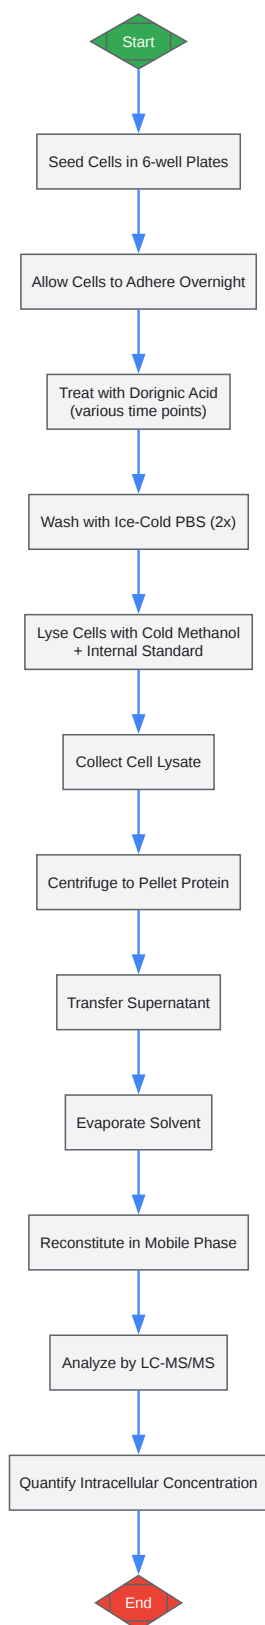 Start
Seed Cells in 6-well Plates
Allow Cells to Adhere Overnight
Treat with Dorignic Acid
(various time points)
Wash with Ice-Cold PBS (2x)
Lyse Cells with Cold Methanol
+ Internal Standard
Collect Cell Lysate
Centrifuge to Pellet Protein
Transfer Supernatant
Evaporate Solvent
Reconstitute in Mobile Phase
Analyze by LC-MS/MS
Quantify Intracellular Concentration
End